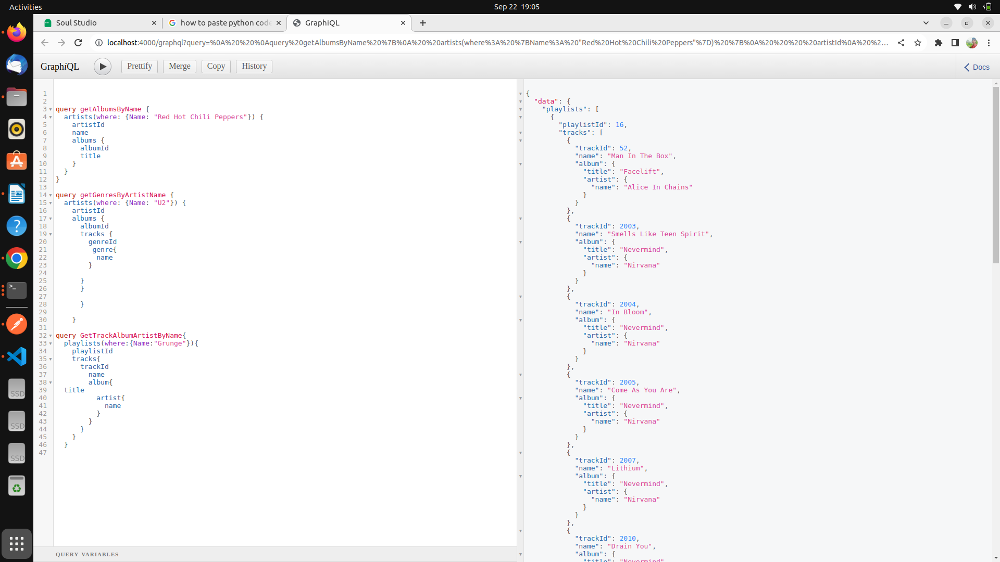 Activities
Sep 22 19:05
Soul Studio
how to paste python code
GraphiQL
localhost:4000/graphql?query=%0A%20%20%0Aquery%20getAlbumsByName%20%7B%0A%20%20artists(where%3A%20%7BName%3A%20"Red%20Hot%20Chili%20Peppers"%7D)%20%7B%0A%20%20%20%20artistId%0A%20%2...
GraphiQL
Prettify
Merge
Copy
History
Docs
1
2
3 query getAlbumsByName {
4 artists(where: {Name: "Red Hot Chili Peppers"}) {
5 artistId
6 name
7 albums {
8 albumId
9 title
10 }
11 }
12 }
13
14 query getGenresByArtistName {
15 artists(where: {Name: "U2"}) {
16 artistId
17 albums {
18 albumId
19 tracks {
20 genreId
21 genre{
22 name
23 }
24
25 }
26 }
27
28 }
29
30 }
31
32 query GetTrackAlbumArtistByName{
33 playlists(where:{Name:"Grunge"}){
34 playlistId
35 tracks{
36 trackId
37 name
38 album{
39 title
40 artist{
41 name
42 }
43 }
44 }
45 }
46 }
47
QUERY VARIABLES
{
"data": {
"playlists": [
{
"playlistId": 16,
"tracks": [
{
"trackId": 52,
"name": "Man In The Box",
"album": {
"title": "Facelift",
"artist": {
"name": "Alice In Chains"
}
}
},
{
"trackId": 2003,
"name": "Smells Like Teen Spirit",
"album": {
"title": "Nevermind",
"artist": {
"name": "Nirvana"
}
}
},
{
"trackId": 2004,
"name": "In Bloom",
"album": {
"title": "Nevermind",
"artist": {
"name": "Nirvana"
}
}
},
{
"trackId": 2005,
"name": "Come As You Are",
"album": {
"title": "Nevermind",
"artist": {
"name": "Nirvana"
}
}
},
{
"trackId": 2007,
"name": "Lithium",
"album": {
"title": "Nevermind",
"artist": {
"name": "Nirvana"
}
}
},
{
"trackId": 2010,
"name": "Drain You",
"album": {
"title": "Nevermind",
SSD
SSD
SSD